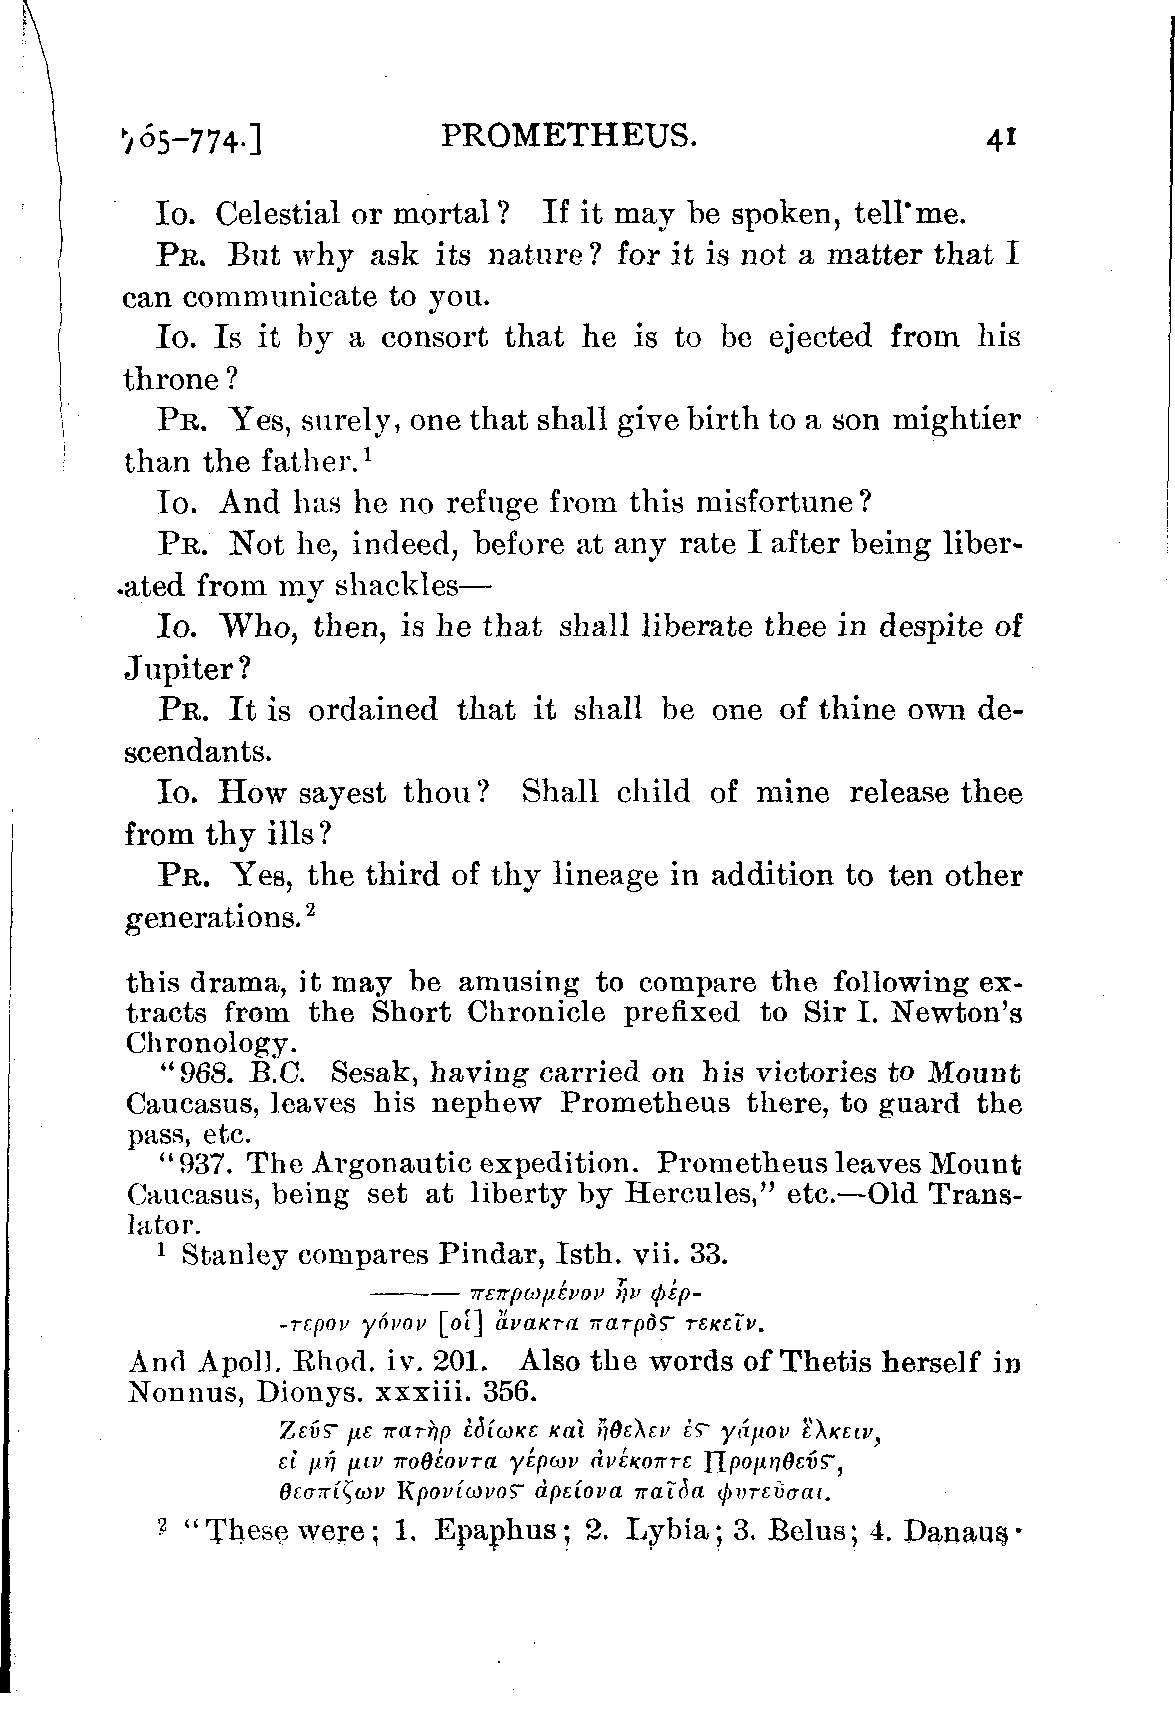 765–774.] PROMETHEUS. 41
Io. Celestial or mortal? If it may be spoken, tell me.
Pr. But why ask its nature? for it is not a matter that I
can communicate to you.
Io. Is it by a consort that he is to be ejected from his
throne?
Pr. Yes, surely, one that shall give birth to a son mightier
than the father.¹
Io. And has he no refuge from this misfortune?
Pr. Not he, indeed, before at any rate I after being liber-
ated from my shackles—
Io. Who, then, is he that shall liberate thee in despite of
Jupiter?
Pr. It is ordained that it shall be one of thine own de-
scendants.
Io. How sayest thou? Shall child of mine release thee
from thy ills?
Pr. Yes, the third of thy lineage in addition to ten other
generations.²
this drama, it may be amusing to compare the following ex-
tracts from the Short Chronicle prefixed to Sir I. Newton's
Chronology.
"968. B.C. Sesak, having carried on his victories to Mount
Caucasus, leaves his nephew Prometheus there, to guard the
pass, etc.
"937. The Argonautic expedition. Prometheus leaves Mount
Caucasus, being set at liberty by Hercules," etc.—Old Trans-
lator.
¹ Stanley compares Pindar, Isth. vii. 33.
——— πεπρωμένον ἦν φέρ-
-τερον γόνον [οἱ] ἄνακτα πατρὸς τεκεῖν.
And Apoll. Rhod. iv. 201. Also the words of Thetis herself in
Nonnus, Dionys. xxxiii. 356.
Ζεύς με πατὴρ ἐδίωκε καὶ ἤθελεν ἐς γάμον ἕλκειν,
εἰ μή μιν ποθέοντα γέρων ἀνέκοπτε Προμηθεύς,
θεσπίζων Κρονίωνος ἀρείονα παῖδα φυτεῦσαι.
² "These were; 1. Epaphus; 2. Lybia; 3. Belus; 4. Danaus